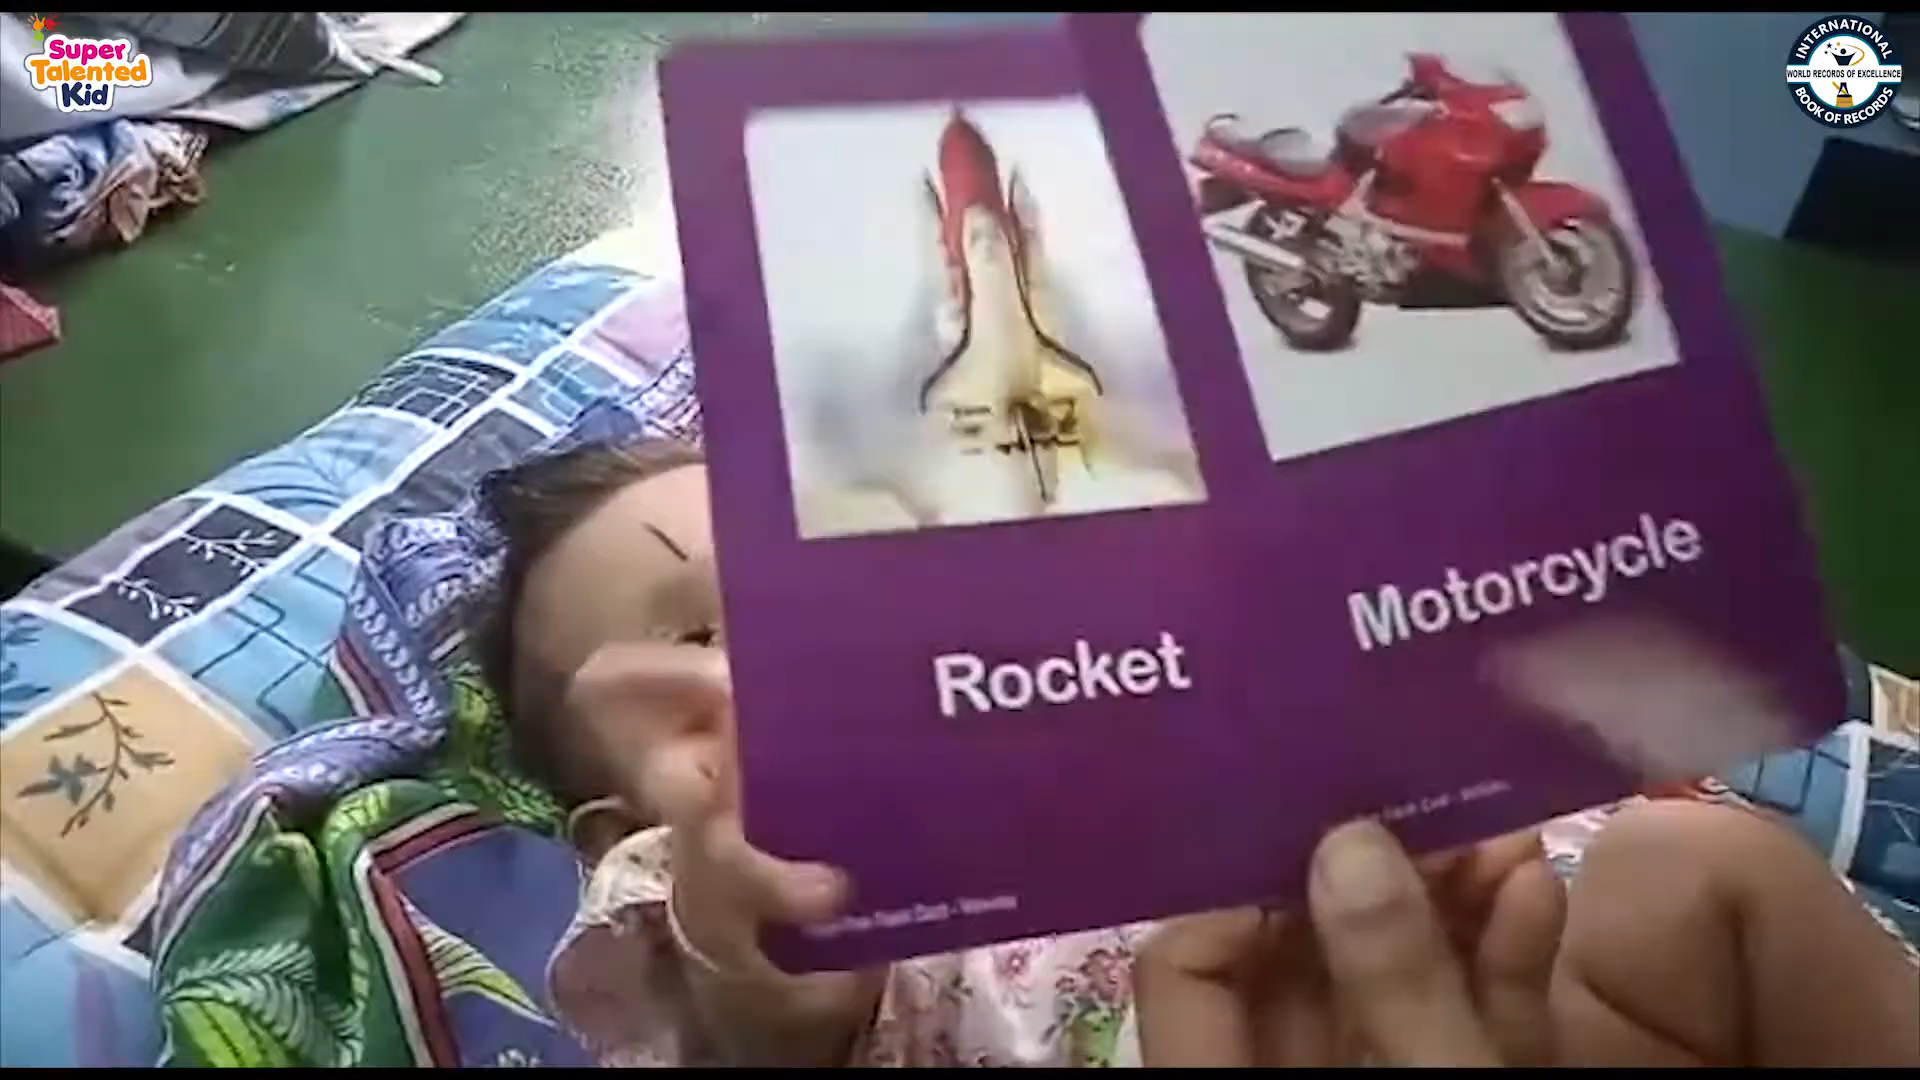 Super
Talented
Kid
INTERNATIONAL
WORLD RECORDS OF EXCELLENCE
BOOK OF RECORDS
Rocket
Motorcycle